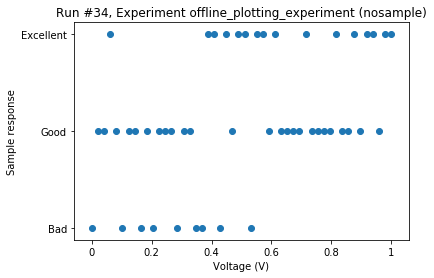 Run #34, Experiment offline_plotting_experiment (nosample)
Excellent
Good
Bad
Sample response
0
0.2
0.4
0.6
0.8
1
Voltage (V)